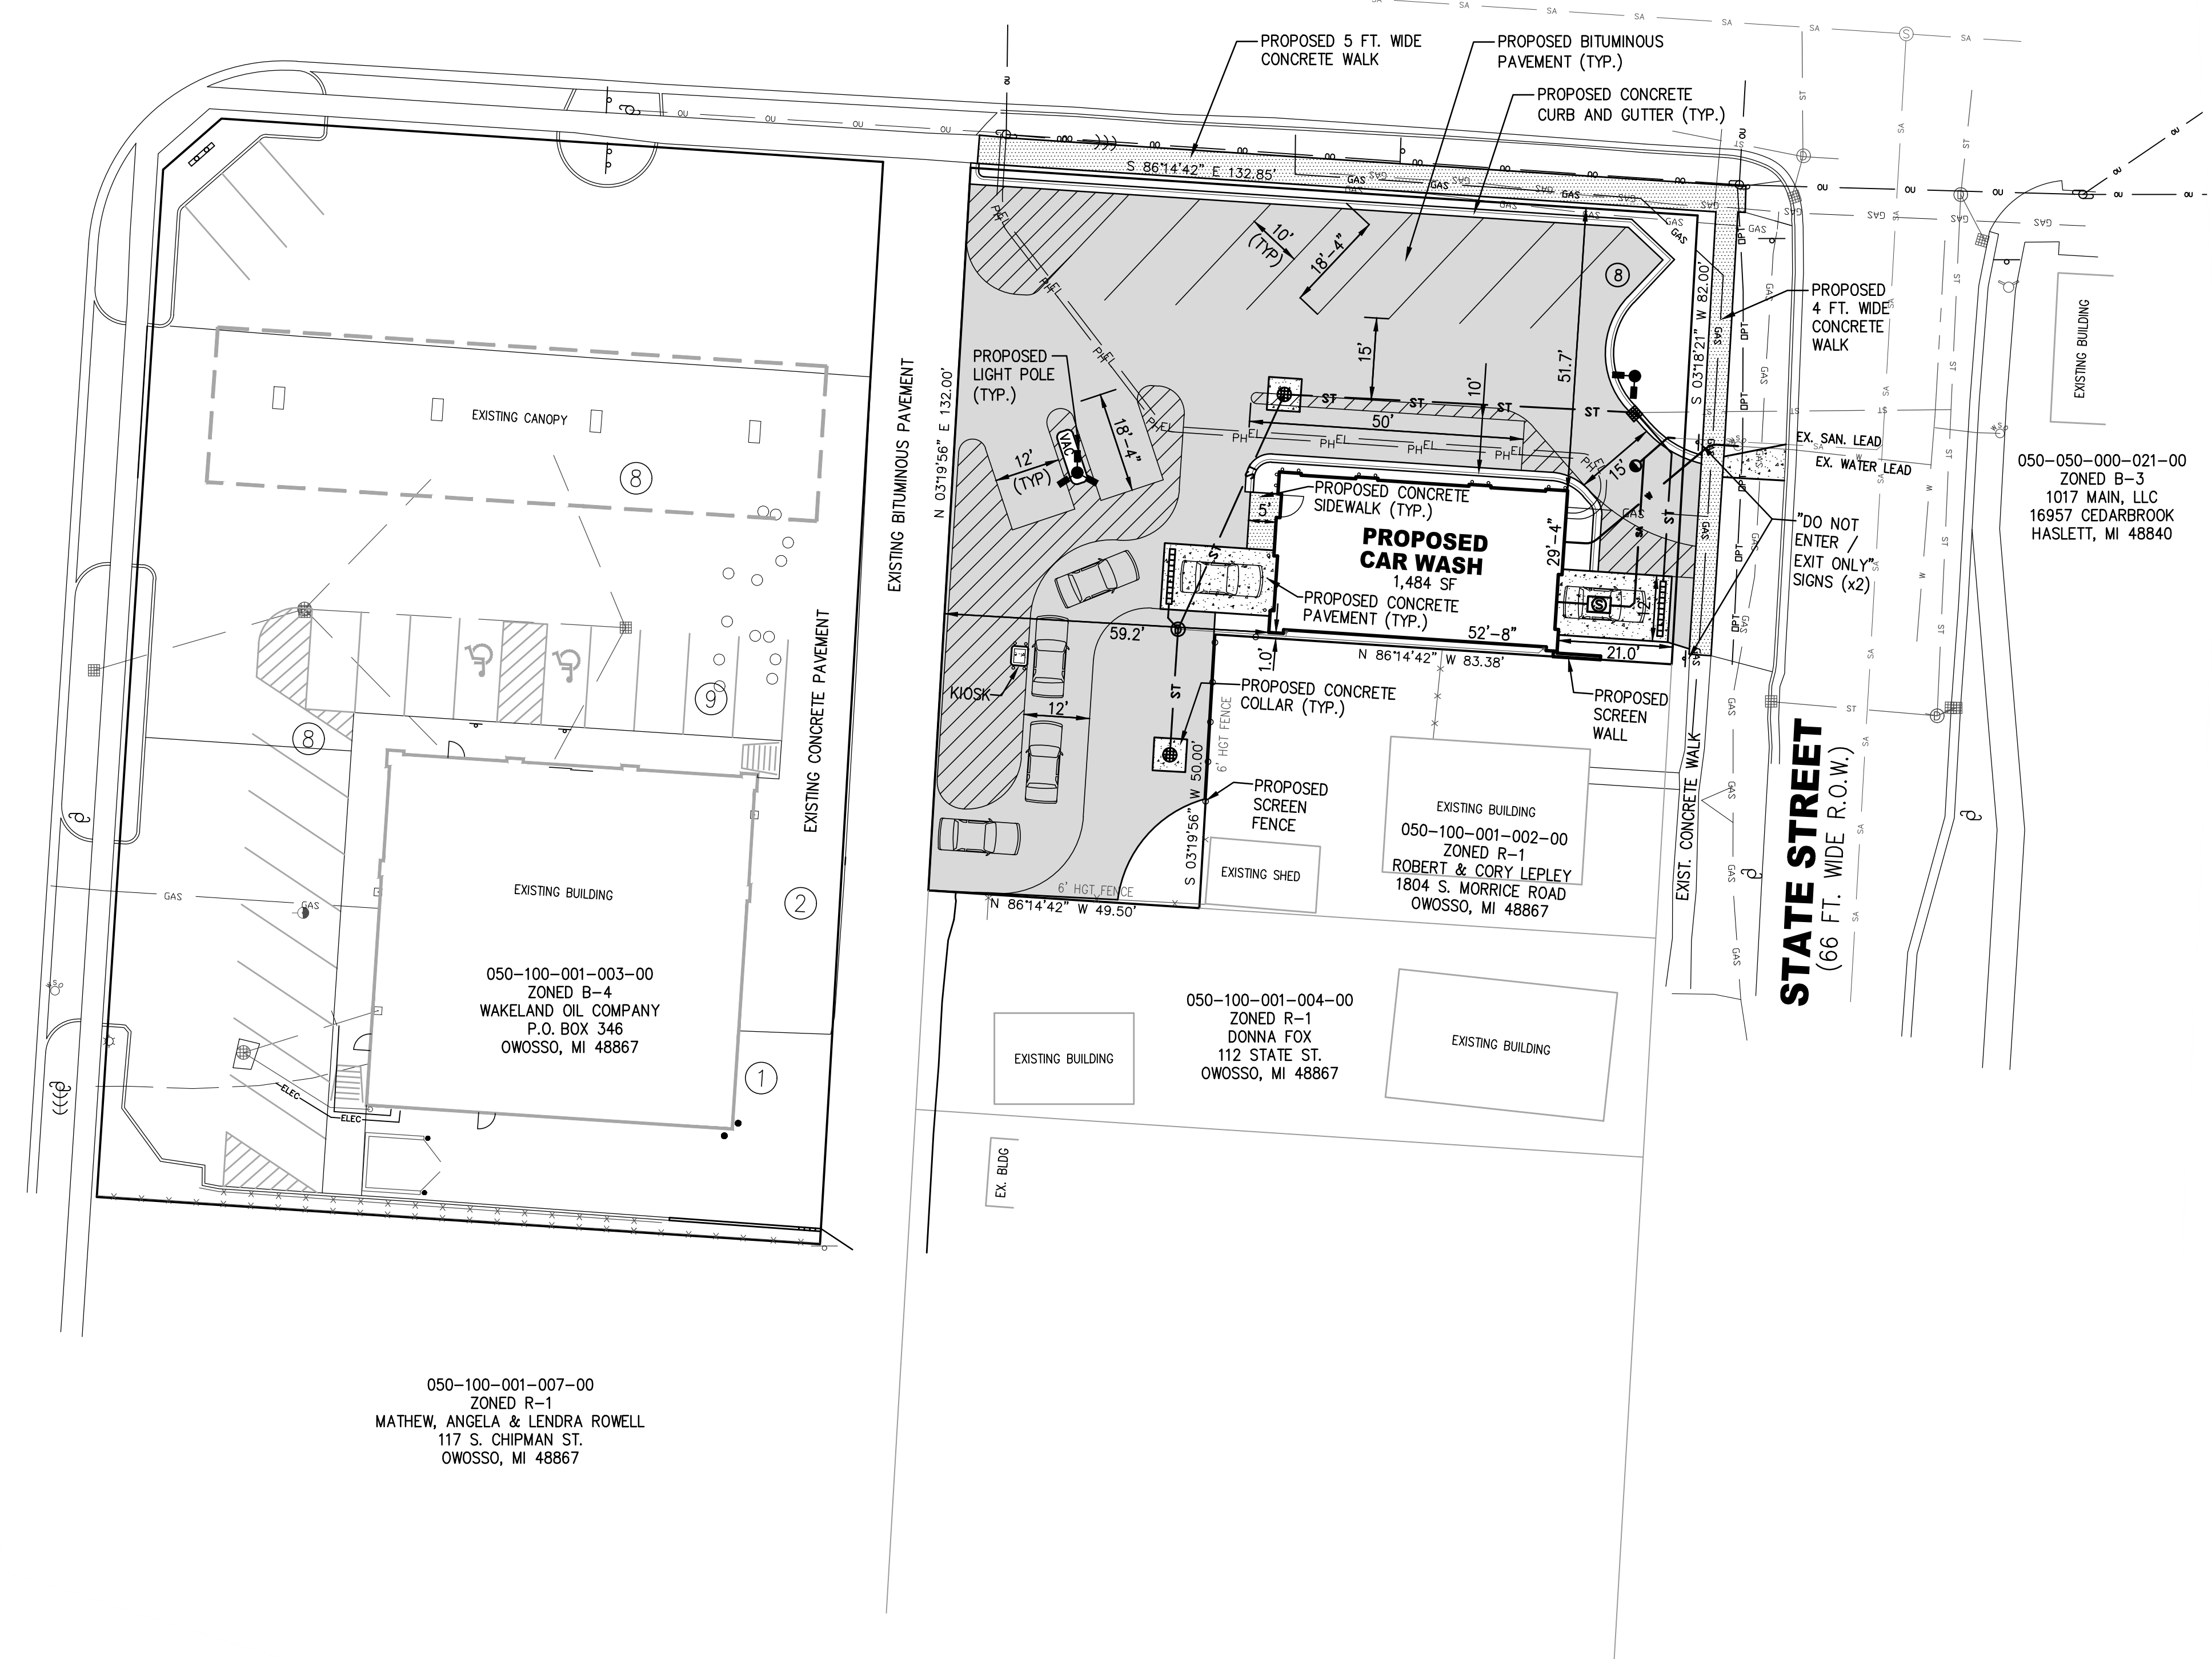 PROPOSED 5 FT. WIDE
CONCRETE WALK
PROPOSED BITUMINOUS
PAVEMENT (TYP.)
PROPOSED CONCRETE
CURB AND GUTTER (TYP.)
S 86°14'42" E 132.85'
10'
(TYP)
18'-4"
8
51.7'
S 03°18'21" W 82.00'
PROPOSED
4 FT. WIDE
CONCRETE
WALK
EXISTING BUILDING
PROPOSED
LIGHT POLE
(TYP.)
N 03°19'56" E 132.00'
EXISTING BITUMINOUS PAVEMENT
15'
10'
50'
18'-4"
VAC
12'
(TYP)
15'
EX. SAN. LEAD
EX. WATER LEAD
050-050-000-021-00
ZONED B-3
1017 MAIN, LLC
16957 CEDARBROOK
HASLETT, MI 48840
"DO NOT
ENTER /
EXIT ONLY"
SIGNS (x2)
EXISTING CANOPY
8
PROPOSED CONCRETE
SIDEWALK (TYP.)
5'
PROPOSED
CAR WASH
1,484 SF
29'-4"
PROPOSED CONCRETE
PAVEMENT (TYP.)
12'
59.2'
52'-8"
21.0'
1.0'
N 86°14'42" W 83.38'
KIOSK
12'
PROPOSED CONCRETE
COLLAR (TYP.)
6' HGT FENCE
PROPOSED
SCREEN
WALL
EXISTING CONCRETE PAVEMENT
9
8
S 03°19'56" W 50.00'
PROPOSED
SCREEN
FENCE
EXISTING BUILDING
050-100-001-002-00
ZONED R-1
ROBERT & CORY LEPLEY
1804 S. MORRICE ROAD
OWOSSO, MI 48867
EXISTING SHED
6' HGT FENCE
N 86°14'42" W 49.50'
EXIST. CONCRETE WALK
STATE STREET
(66 FT. WIDE R.O.W.)
EXISTING BUILDING
2
050-100-001-003-00
ZONED B-4
WAKELAND OIL COMPANY
P.O. BOX 346
OWOSSO, MI 48867
1
GAS
GAS
ELEC
ELEC
EXISTING BUILDING
050-100-001-004-00
ZONED R-1
DONNA FOX
112 STATE ST.
OWOSSO, MI 48867
EXISTING BUILDING
EX. BLDG
050-100-001-007-00
ZONED R-1
MATHEW, ANGELA & LENDRA ROWELL
117 S. CHIPMAN ST.
OWOSSO, MI 48867